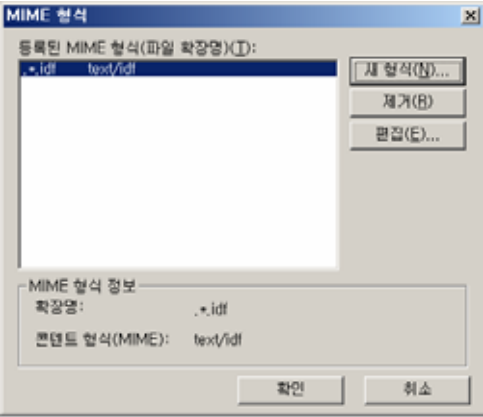 MIME 형식
등록된 MIME 형식(파일 확장명)(T):
.*.idf text/idf
새 형식(N)...
제거(R)
편집(E)...
MIME 형식 정보
확장명: .*.idf
콘텐트 형식(MIME): text/idf
확인 취소